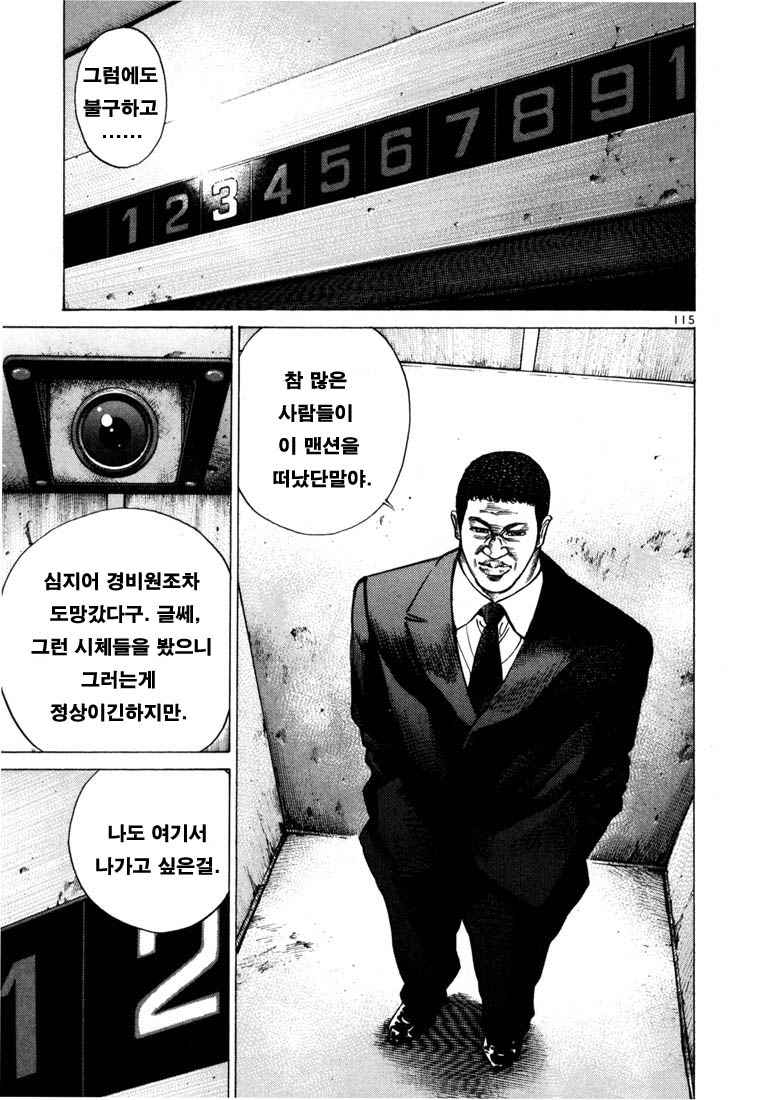 그럼에도
불구하고
······
1 2 3 4 5 6 7 8 9 1
115
참 많은
사람들이
이 맨션을
떠났단말야.
심지어 경비원조차
도망갔다구. 글쎄,
그런 시체들을 봤으니
그러는게
정상이긴하지만.
나도 여기서
나가고 싶은걸.
1 2